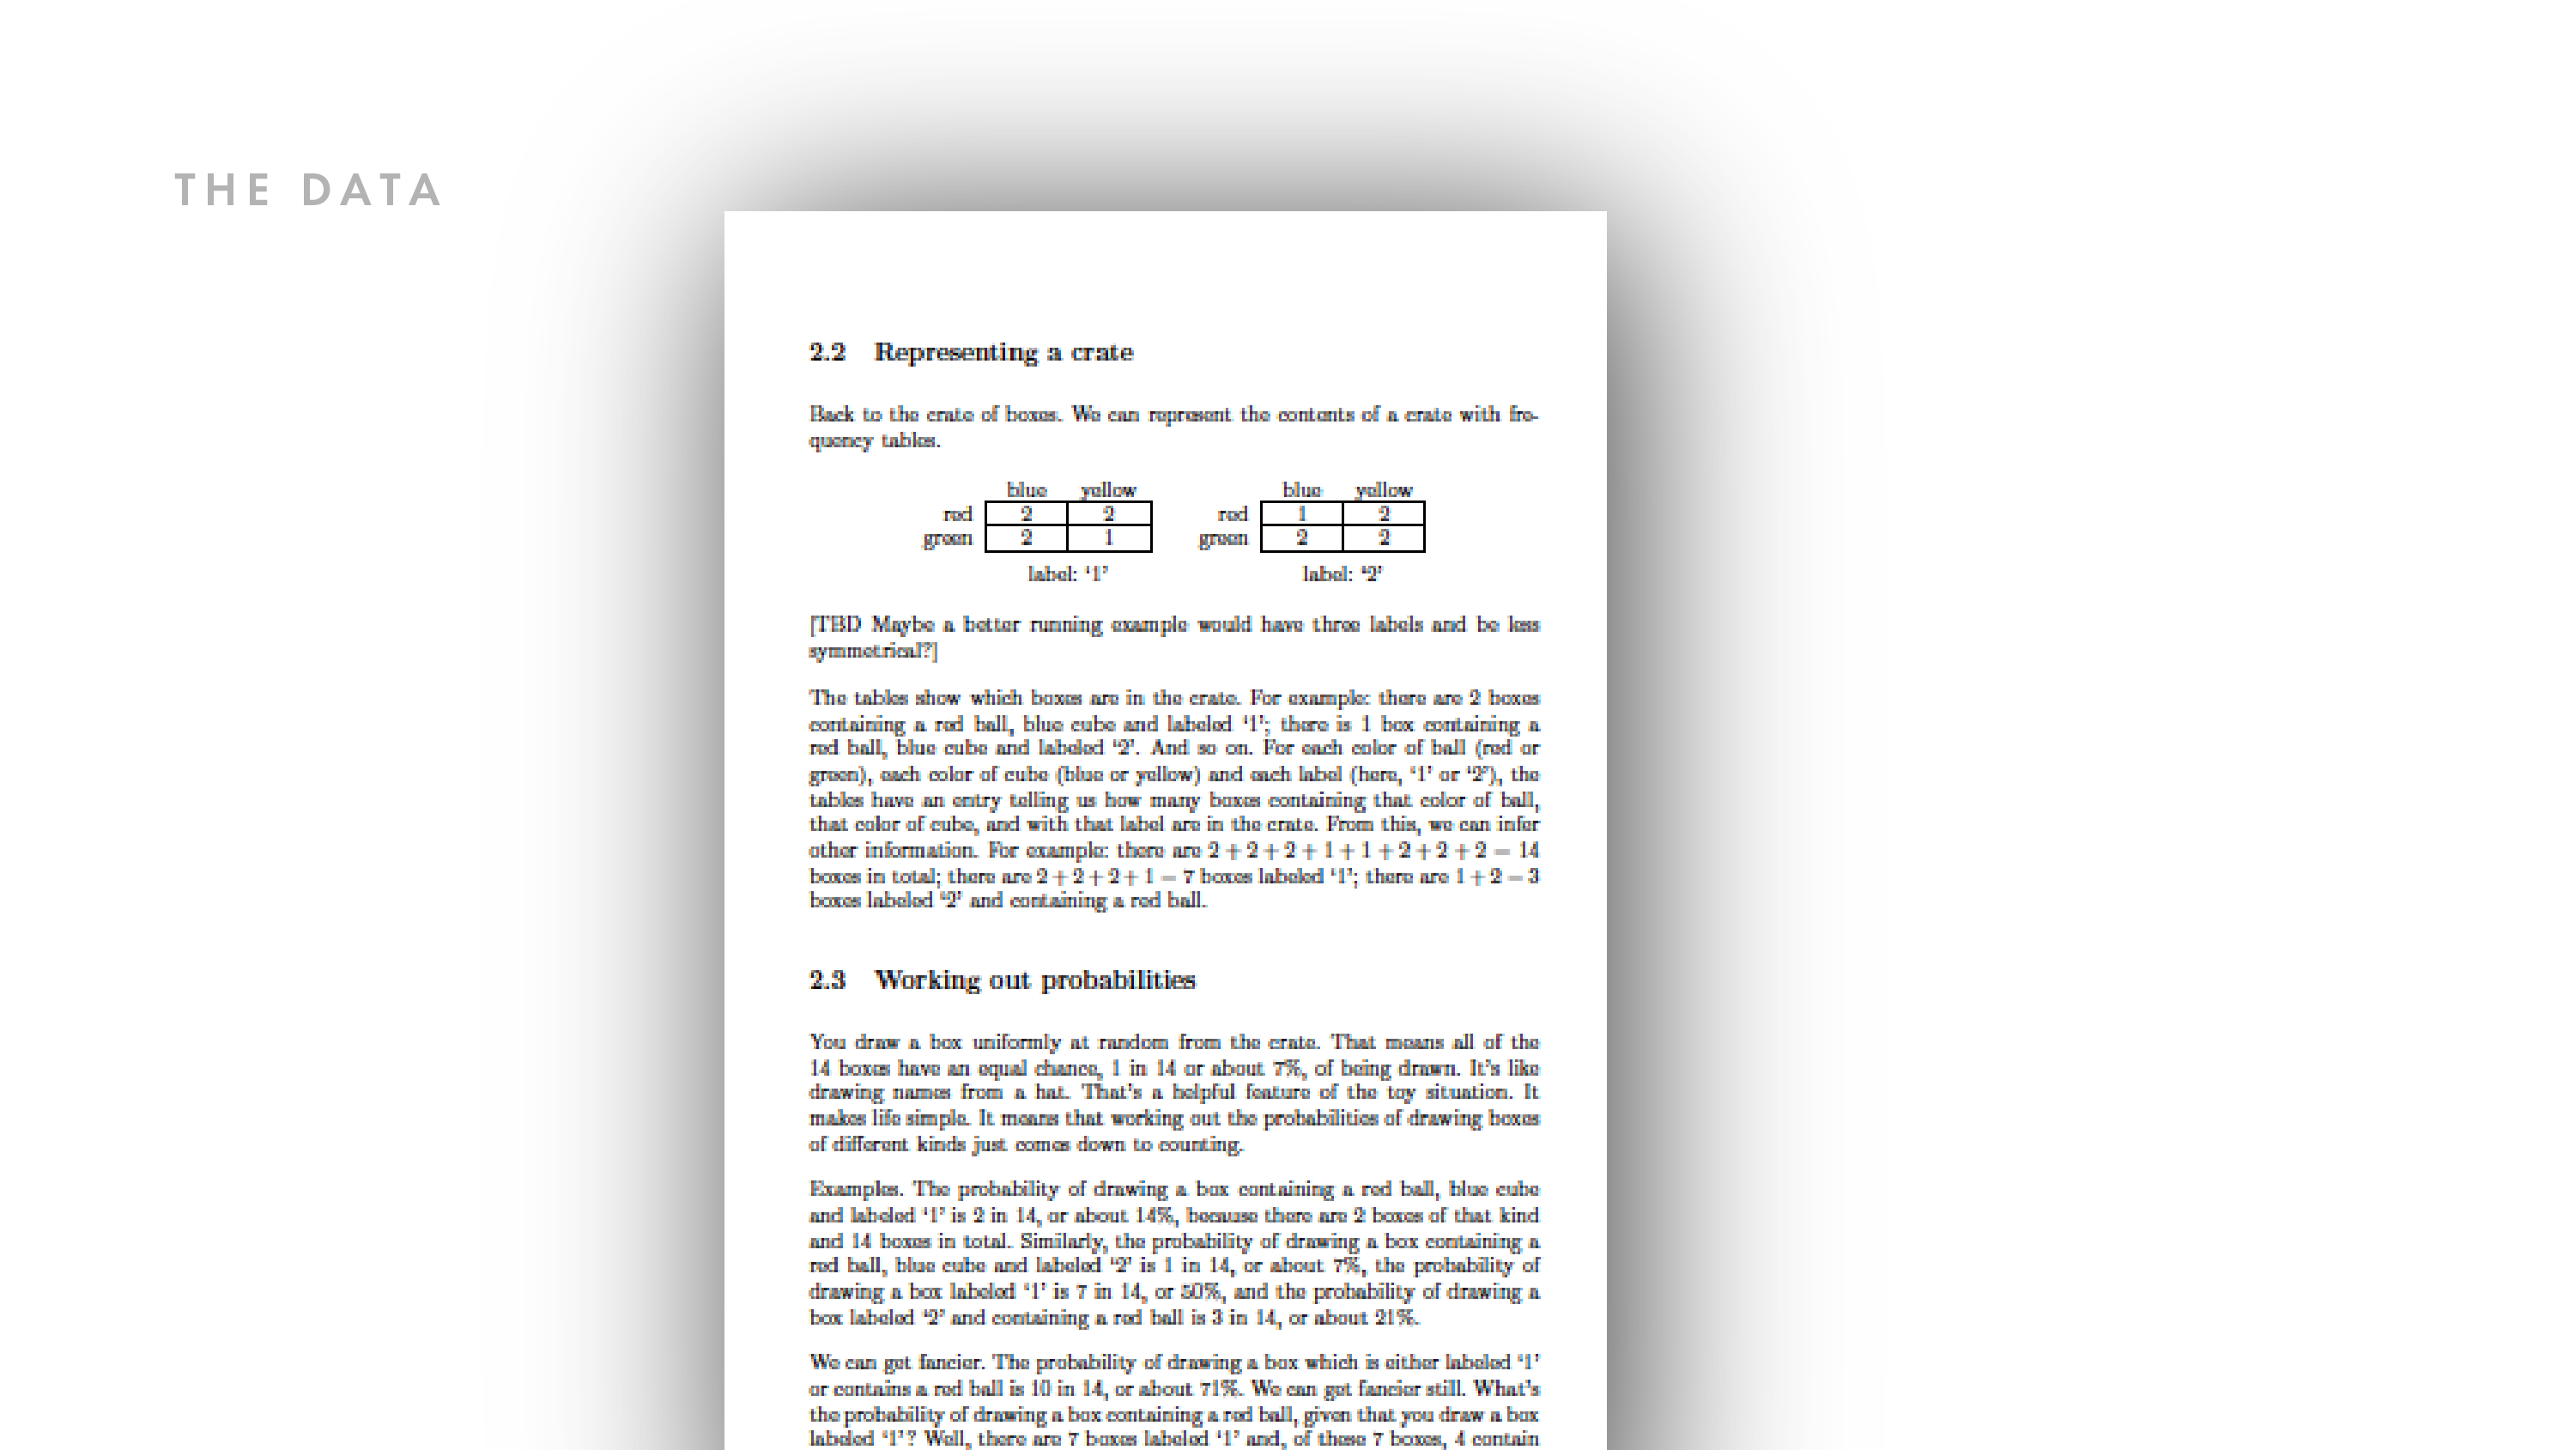 THE DATA
2.2 Representing a crate
Back to the crate of boxes. We can represent the contents of a crate with fre-
quency tables.
blue yellow blue yellow
red 2 2 red 1 2
green 2 1 green 2 2
label: ‘1’ label: ‘2’
[TBD Maybe a better running example would have three labels and be less
symmetrical?]
The tables show which boxes are in the crate. For example: there are 2 boxes
containing a red ball, blue cube and labeled ‘1’; there is 1 box containing a
red ball, blue cube and labeled ‘2’. And so on. For each color of ball (red or
green), each color of cube (blue or yellow) and each label (here, ‘1’ or ‘2’), the
tables have an entry telling us how many boxes containing that color of ball,
that color of cube, and with that label are in the crate. From this, we can infer
other information. For example: there are 2 + 2 + 2 + 1 + 1 + 2 + 2 + 2 = 14
boxes in total; there are 2 + 2 + 2 + 1 = 7 boxes labeled ‘1’; there are 1 + 2 = 3
boxes labeled ‘2’ and containing a red ball.
2.3 Working out probabilities
You draw a box uniformly at random from the crate. That means all of the
14 boxes have an equal chance, 1 in 14 or about 7%, of being drawn. It’s like
drawing names from a hat. That’s a helpful feature of the toy situation. It
makes life simple. It means that working out the probabilities of drawing boxes
of different kinds just comes down to counting.
Examples. The probability of drawing a box containing a red ball, blue cube
and labeled ‘1’ is 2 in 14, or about 14%, because there are 2 boxes of that kind
and 14 boxes in total. Similarly, the probability of drawing a box containing a
red ball, blue cube and labeled ‘2’ is 1 in 14, or about 7%, the probability of
drawing a box labeled ‘1’ is 7 in 14, or 50%, and the probability of drawing a
box labeled ‘2’ and containing a red ball is 3 in 14, or about 21%.
We can get fancier. The probability of drawing a box which is either labeled ‘1’
or contains a red ball is 10 in 14, or about 71%. We can get fancier still. What’s
the probability of drawing a box containing a red ball, given that you draw a box
labeled ‘1’? Well, there are 7 boxes labeled ‘1’ and, of these 7 boxes, 4 contain